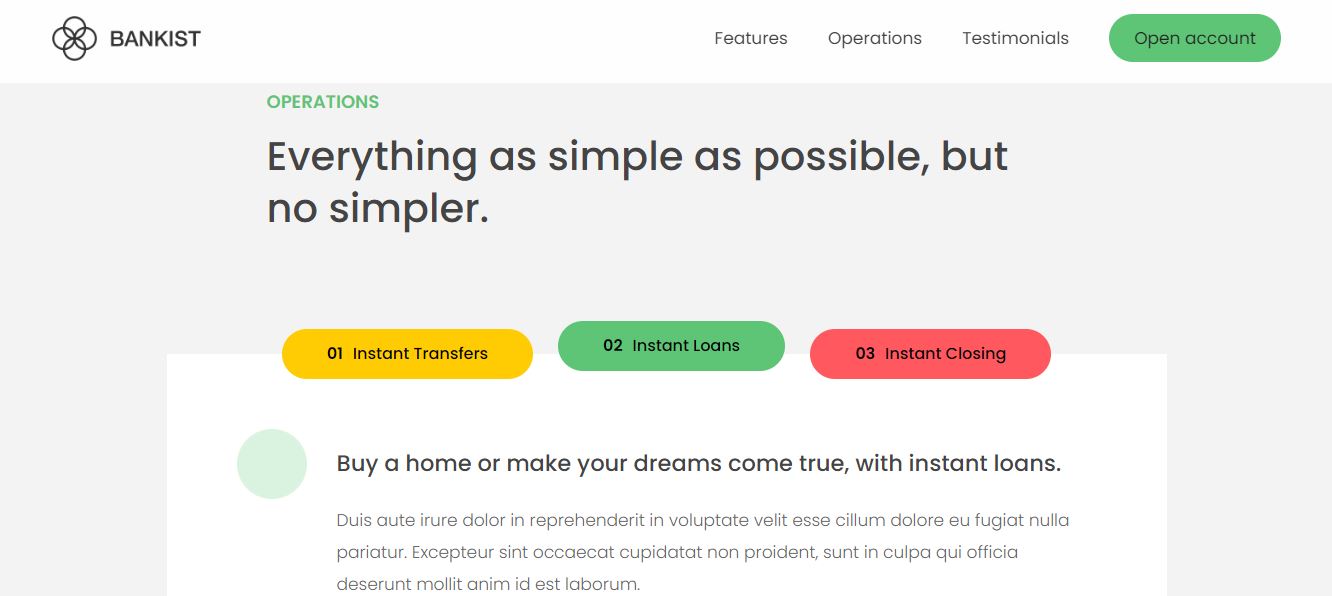 BANKIST
Features
Operations
Testimonials
Open account
OPERATIONS
Everything as simple as possible, but
no simpler.
01 Instant Transfers
02 Instant Loans
03 Instant Closing
Buy a home or make your dreams come true, with instant loans.
Duis aute irure dolor in reprehenderit in voluptate velit esse cillum dolore eu fugiat nulla
pariatur. Excepteur sint occaecat cupidatat non proident, sunt in culpa qui officia
deserunt mollit anim id est laborum.